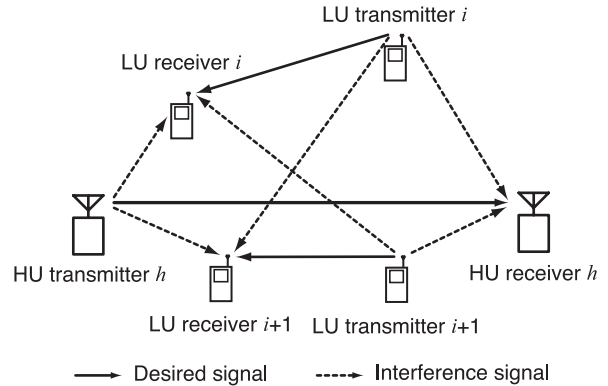 LU transmitter i
LU receiver i
HU transmitter h
HU receiver h
LU receiver i+1
LU transmitter i+1
Desired signal
Interference signal